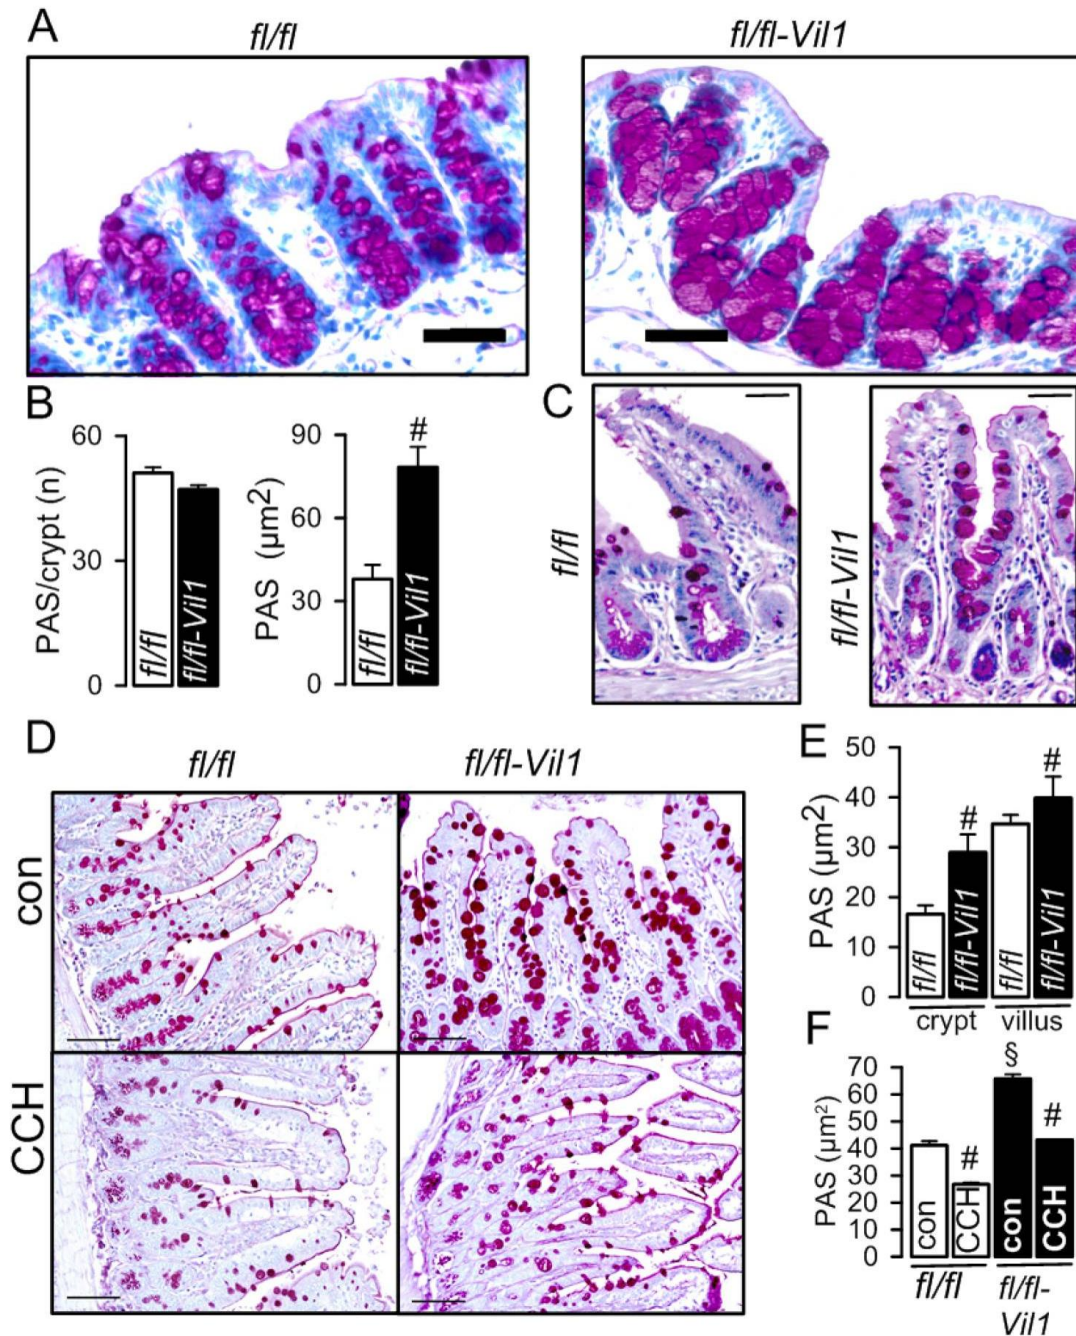 A
fl/fl
fl/fl-Vil1
B
60
30
0
PAS/crypt (n)
fl/fl
fl/fl-Vil1
90
60
30
0
PAS (µm2)
#
fl/fl
fl/fl-Vil1
C
fl/fl
fl/fl-Vil1
D
fl/fl
fl/fl-Vil1
con
CCH
E
50
40
30
20
10
0
PAS (µm²)
#
#
fl/fl
fl/fl-Vil1
fl/fl
fl/fl-Vil1
crypt
villus
F
70
60
50
40
30
20
10
0
PAS (µm²)
#
§
#
con
CCH
con
CCH
fl/fl
fl/fl-
Vil1